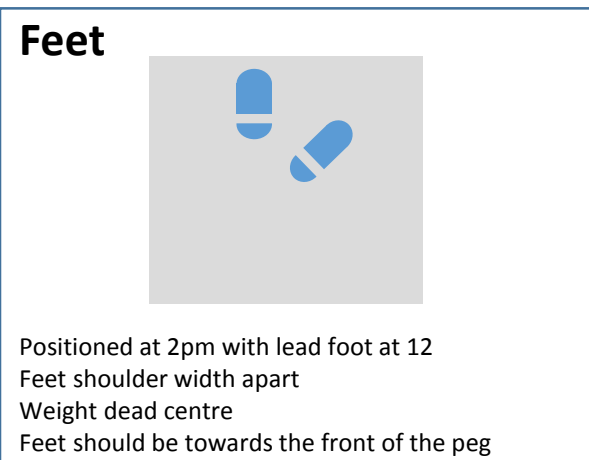 Feet
Positioned at 2pm with lead foot at 12
Feet shoulder width apart
Weight dead centre
Feet should be towards the front of the peg